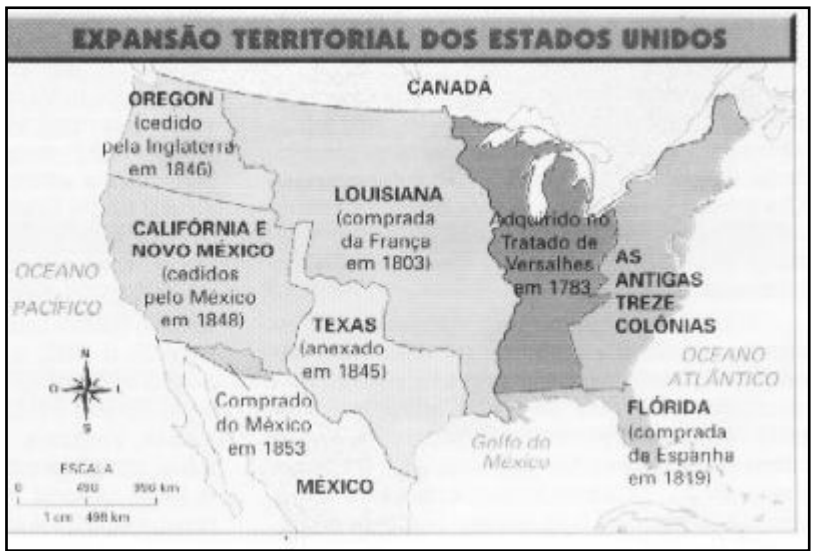 EXPANSÃO TERRITORIAL DOS ESTADOS UNIDOS
CANADÁ
OREGON
(cedido
pela Inglaterra
em 1846)
LOUISIANA
(comprada
da França
em 1803)
Adquirido no
Tratado de
Versalhes
em 1783
AS
ANTIGAS
TREZE
COLÔNIAS
CALIFÓRNIA E
NOVO MÉXICO
(cedidos
pelo México
em 1848)
OCEANO
PACÍFICO
TEXAS
(anexado
em 1845)
OCEANO
ATLÂNTICO
N
O
L
S
Comprado
do México
em 1853
FLÓRIDA
(comprada
da Espanha
em 1819)
Golfo do
México
MÉXICO
ESCALA
0
1 cm 498 km